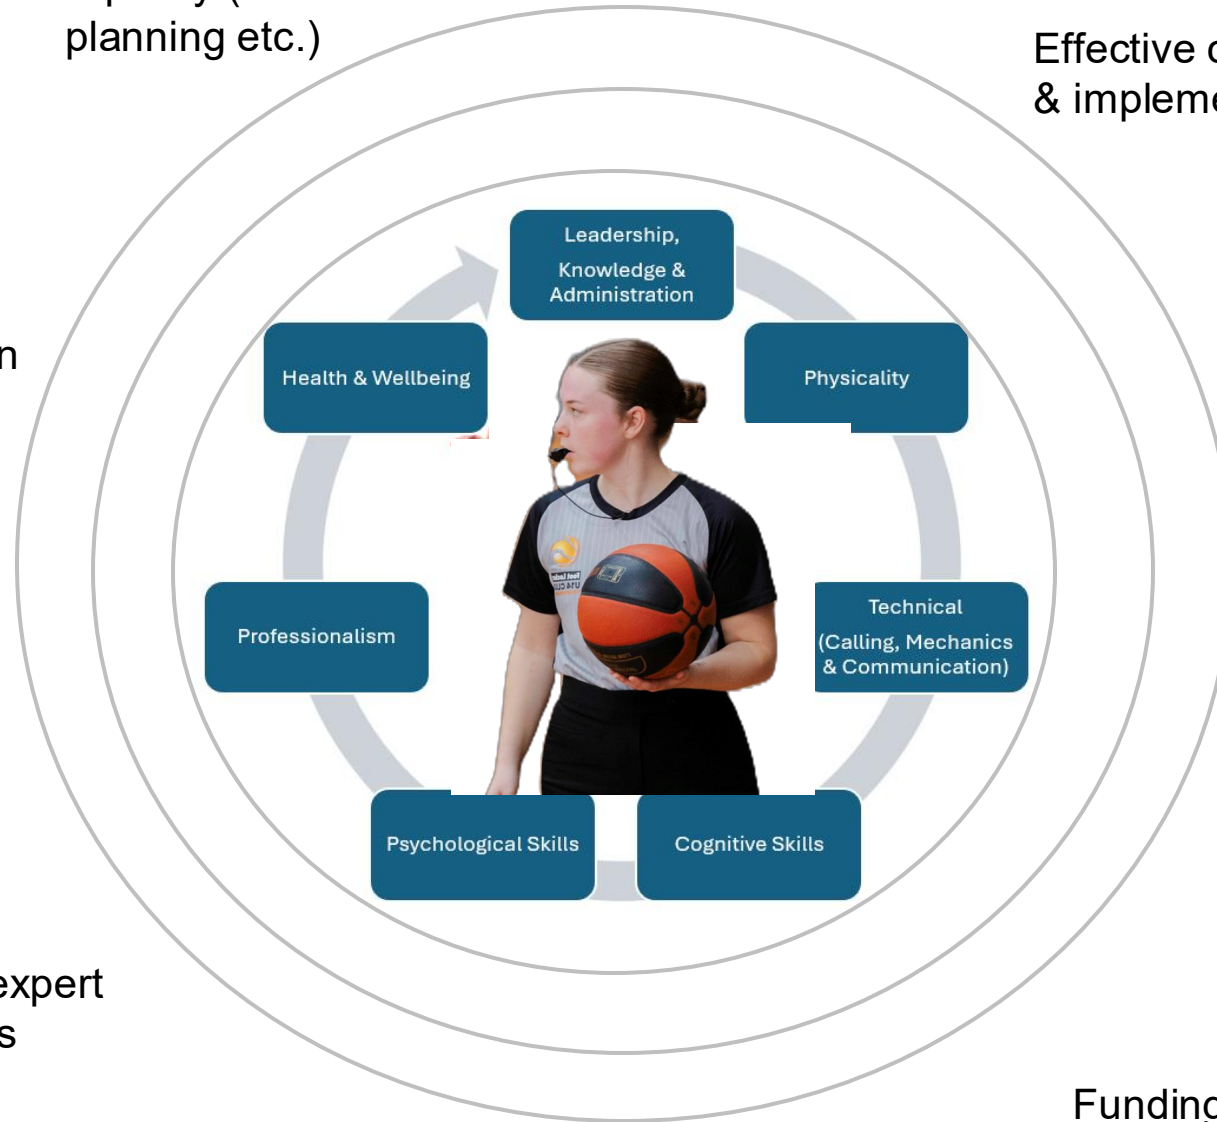 planning etc.)
Effective
& impleme
n
Leadership,
Knowledge &
Administration
Health & Wellbeing
Physicality
Professionalism
Technical
(Calling, Mechanics
& Communication)
Psychological Skills
Cognitive Skills
expert
s
Funding